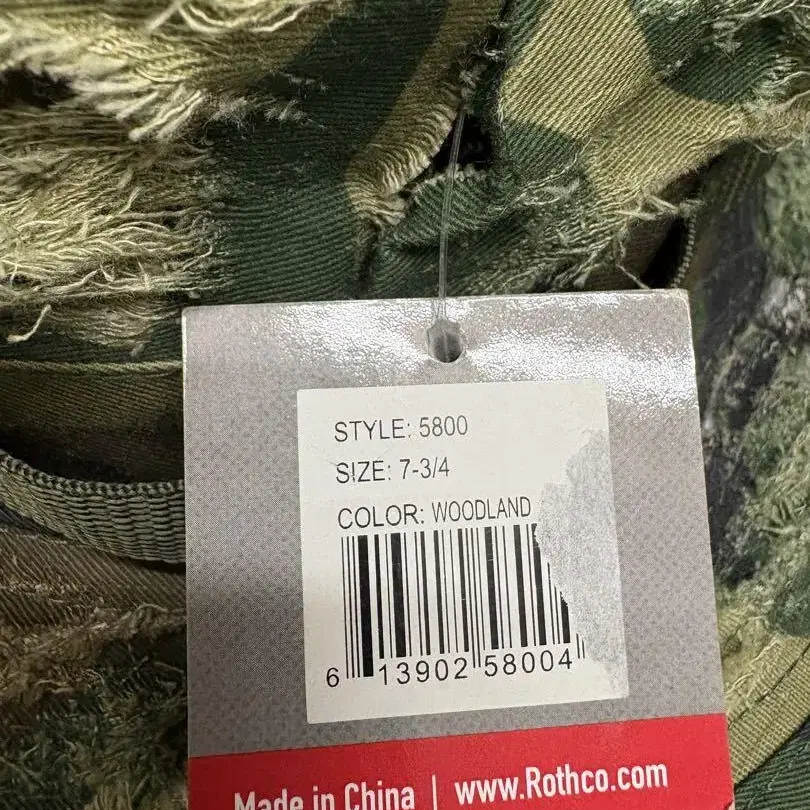 STYLE: 5800
SIZE: 7-3/4
COLOR: WOODLAND
6 13902 58004
Made in China | www.Rothco.com